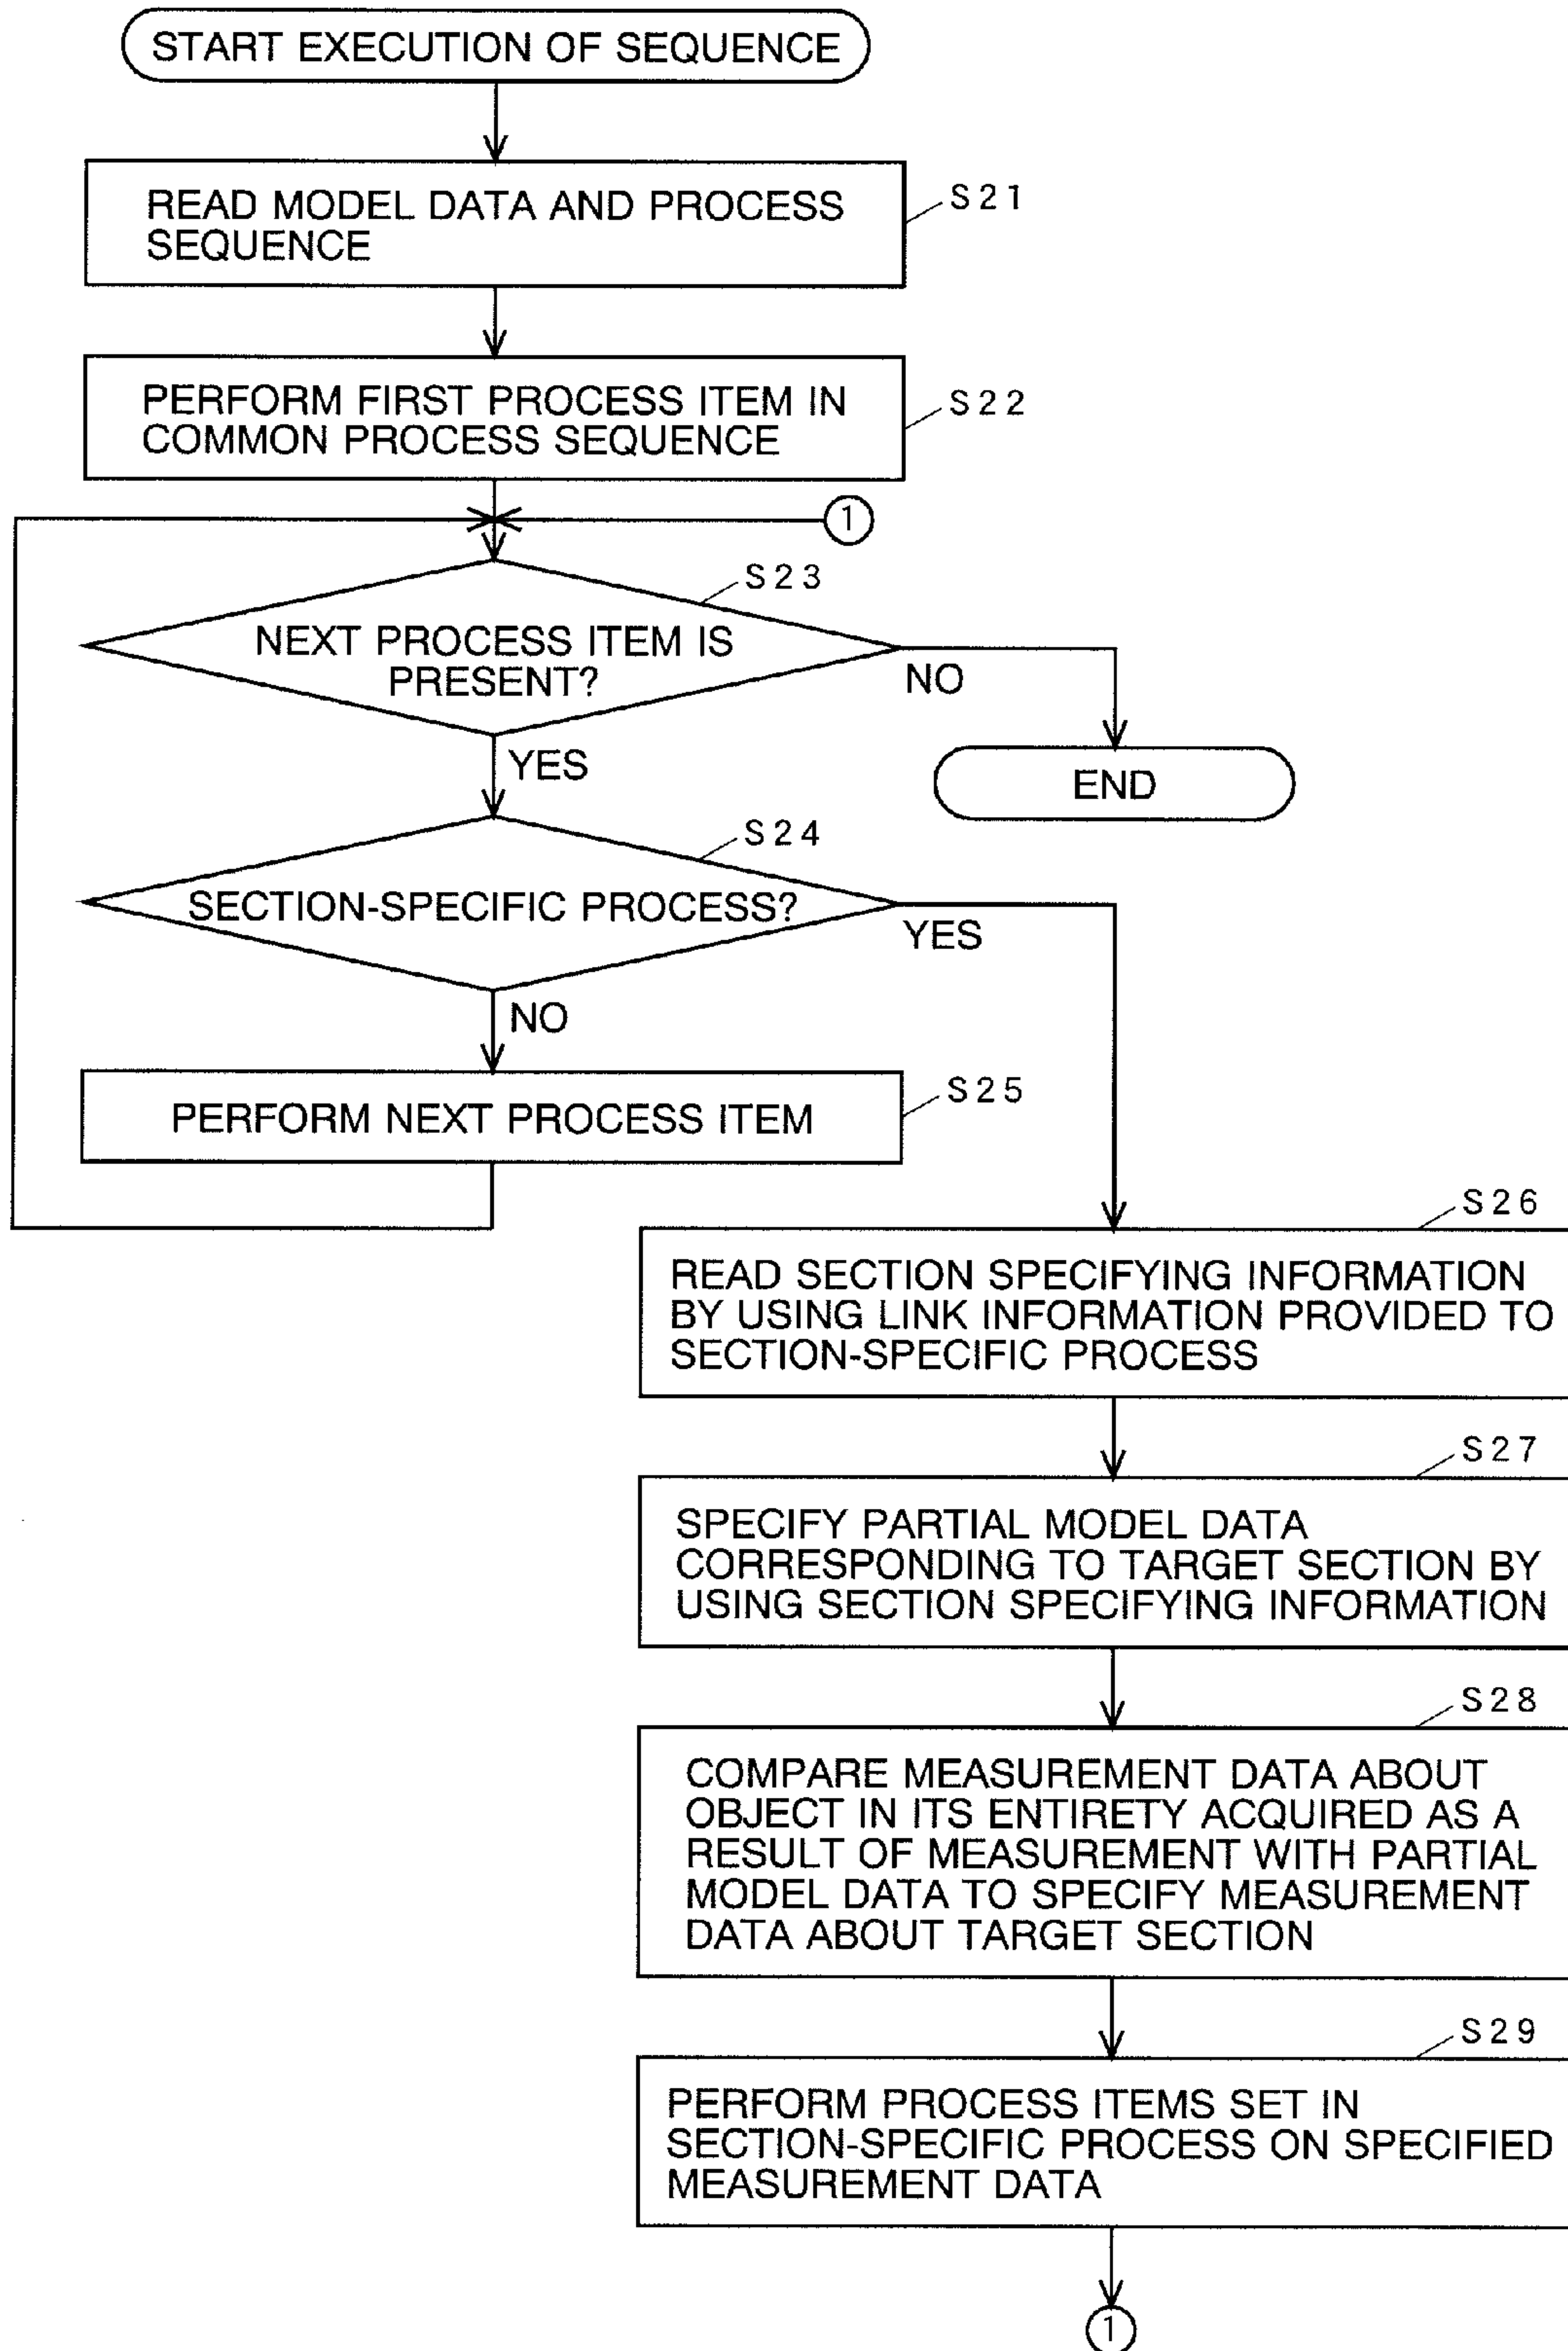 START EXECUTION OF SEQUENCE
READ MODEL DATA AND PROCESS
SEQUENCE
S21
PERFORM FIRST PROCESS ITEM IN
COMMON PROCESS SEQUENCE
S22
1
S23
NEXT PROCESS ITEM IS
PRESENT?
NO
YES
END
S24
SECTION-SPECIFIC PROCESS?
YES
NO
PERFORM NEXT PROCESS ITEM
S25
S26
READ SECTION SPECIFYING INFORMATION
BY USING LINK INFORMATION PROVIDED TO
SECTION-SPECIFIC PROCESS
S27
SPECIFY PARTIAL MODEL DATA
CORRESPONDING TO TARGET SECTION BY
USING SECTION SPECIFYING INFORMATION
S28
COMPARE MEASUREMENT DATA ABOUT
OBJECT IN ITS ENTIRETY ACQUIRED AS A
RESULT OF MEASUREMENT WITH PARTIAL
MODEL DATA TO SPECIFY MEASUREMENT
DATA ABOUT TARGET SECTION
S29
PERFORM PROCESS ITEMS SET IN
SECTION-SPECIFIC PROCESS ON SPECIFIED
MEASUREMENT DATA
1